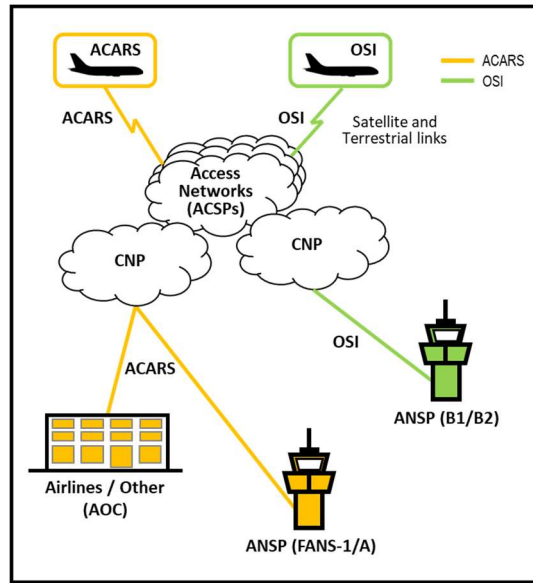 ACARS
OSI
ACARS
OSI
ACARS
OSI
Satellite and
Terrestrial links
Access
Networks
(ACSPs)
CNP
CNP
OSI
ACARS
ANSP (B1/B2)
Airlines / Other
(AOC)
ANSP (FANS-1/A)